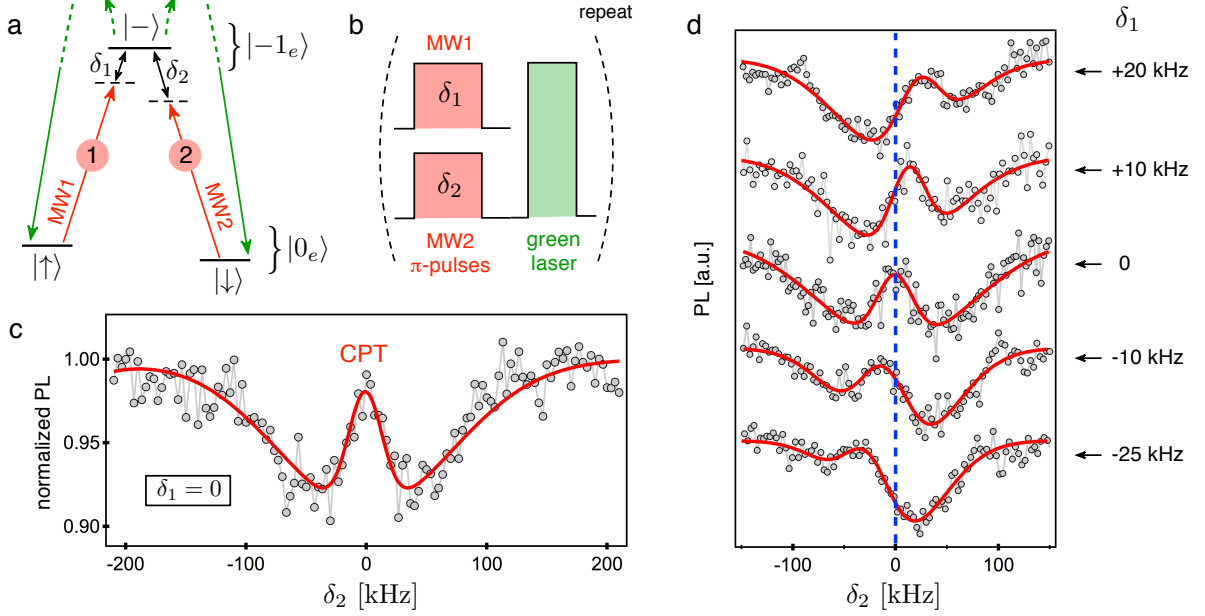 a
|−⟩
|−1ₑ⟩
δ₁
δ₂
1
2
MW1
MW2
|↑⟩
|↓⟩
|0ₑ⟩
b
repeat
MW1
δ₁
δ₂
MW2
π-pulses
green
laser
c
CPT
normalized PL
1.00
0.95
0.90
δ₁ = 0
-200
-100
0
100
200
δ₂ [kHz]
d
δ₁
+20 kHz
+10 kHz
0
-10 kHz
-25 kHz
PL [a.u.]
-100
0
100
δ₂ [kHz]